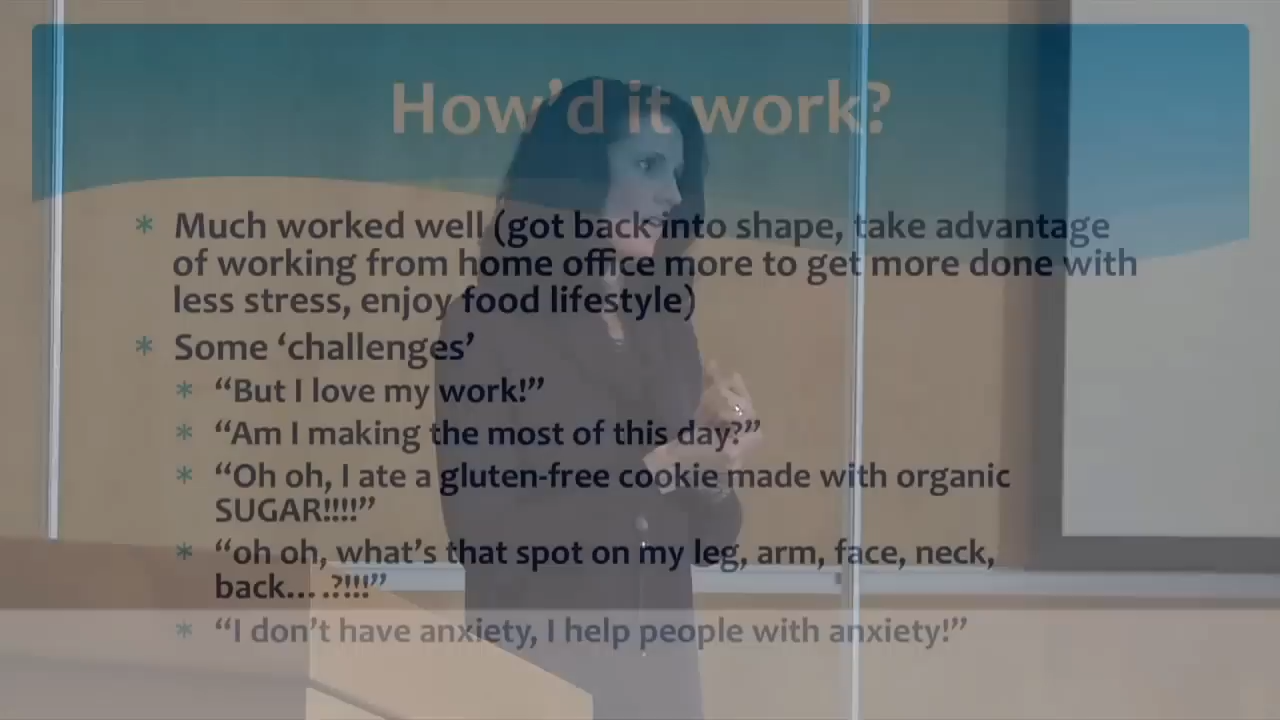 How'd it work?
* Much worked well (got back into shape, take advantage
of working from home office more to get more done with
less stress, enjoy food lifestyle)
* Some ‘challenges’
* “But I love my work!”
* “Am I making the most of this day?”
* “Oh oh, I ate a gluten-free cookie made with organic
SUGAR!!!!”
* “oh oh, what’s that spot on my leg, arm, face, neck,
back... .?!!!”
* “I don’t have anxiety, I help people with anxiety!”